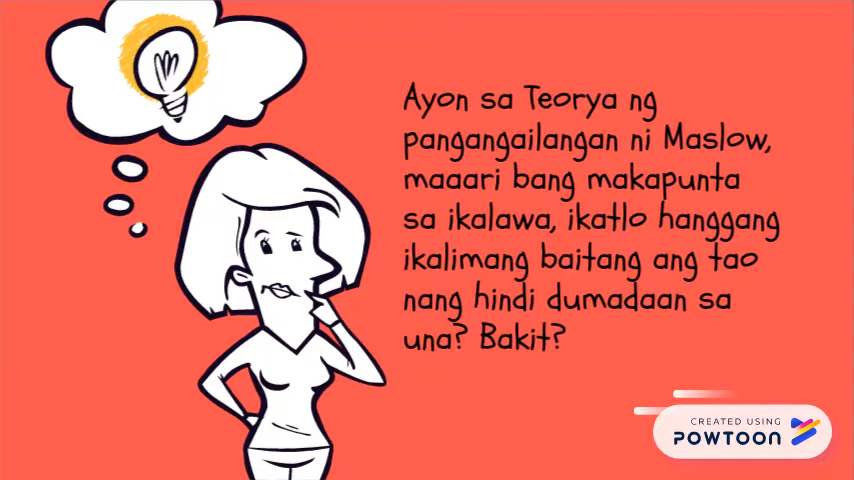 Ayon sa Teorya ng
pangangailangan ni Maslow,
maaari bang makapunta
sa ikalawa, ikatlo hanggang
ikalimang baitang ang tao
nang hindi dumadaan sa
una? Bakit?
CREATED USING
POWTOON